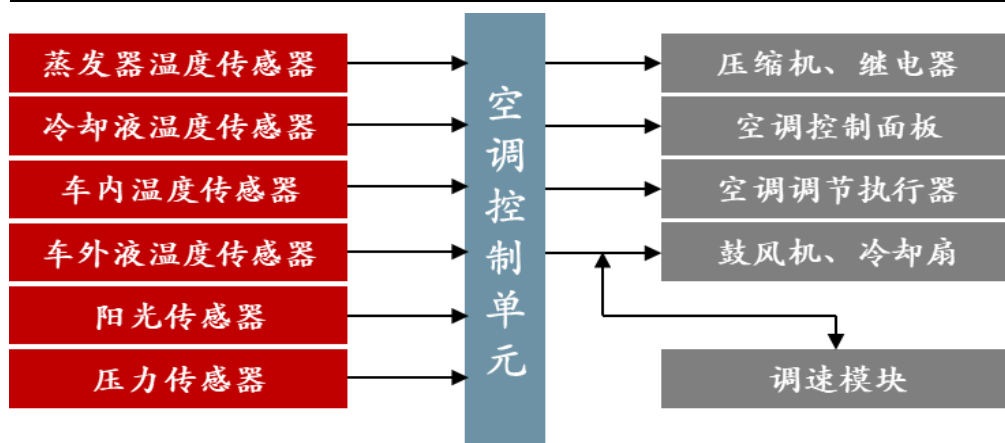 蒸发器温度传感器
冷却液温度传感器
车内温度传感器
车外液温度传感器
阳光传感器
压力传感器
空调控制单元
压缩机、继电器
空调控制面板
空调调节执行器
鼓风机、冷却扇
调速模块